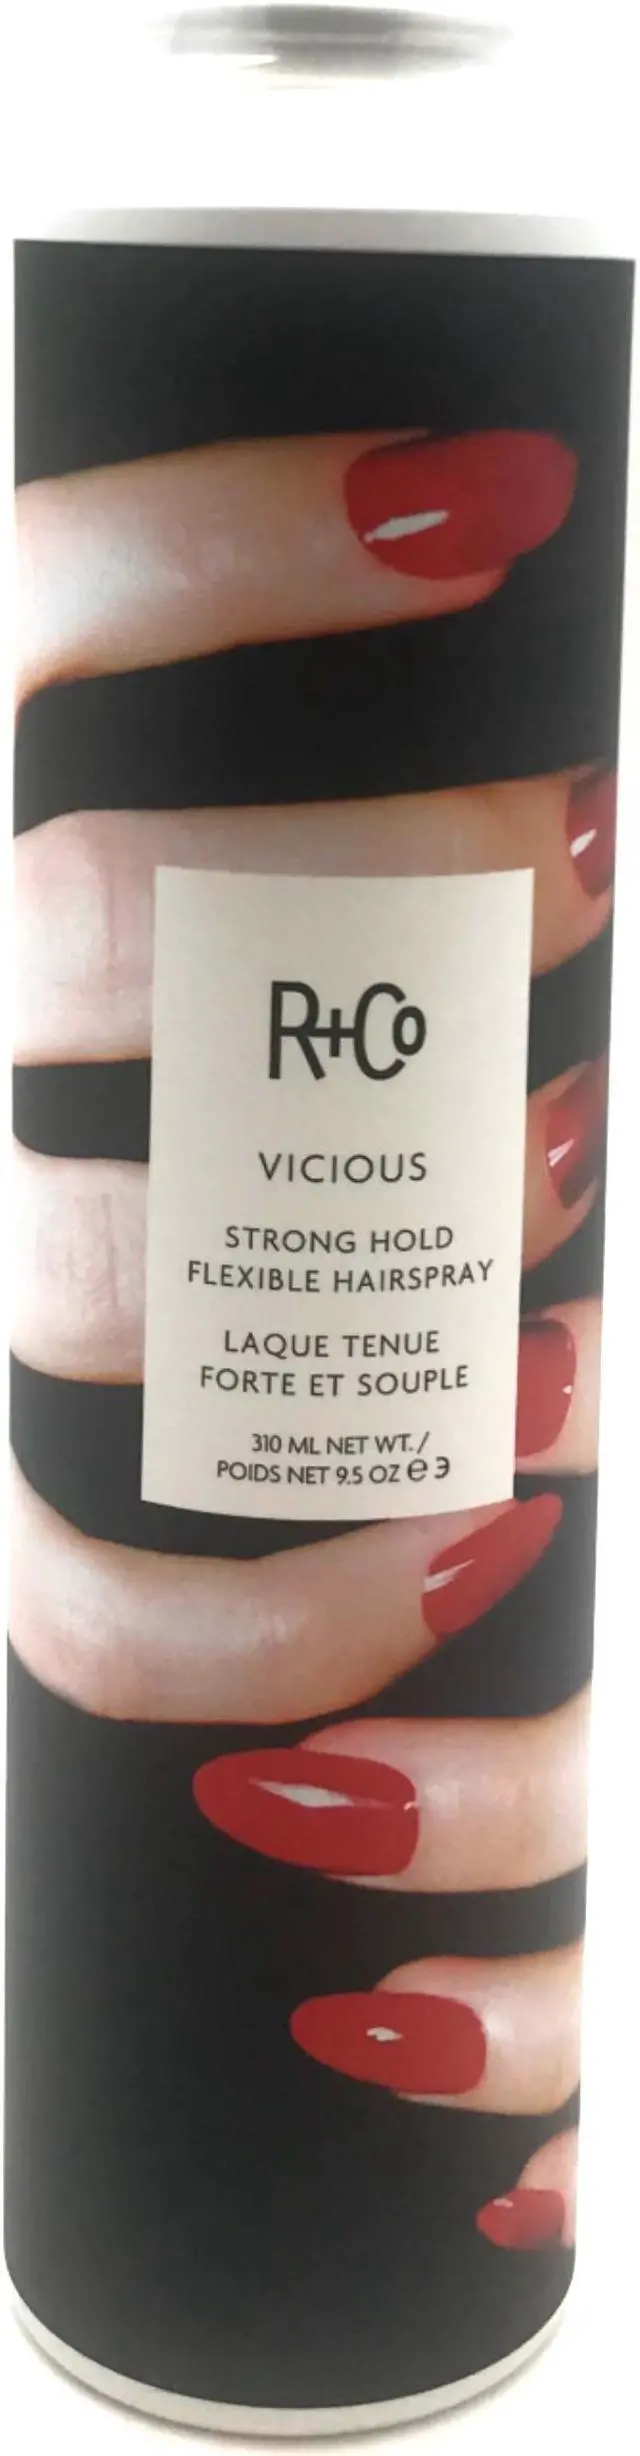 R+Co
VICIOUS
STRONG HOLD
FLEXIBLE HAIRSPRAY
LAQUE TENUE
FORTE ET SOUPLE
310 ML NET WT. /
POIDS NET 9.5 OZ ℮ 3